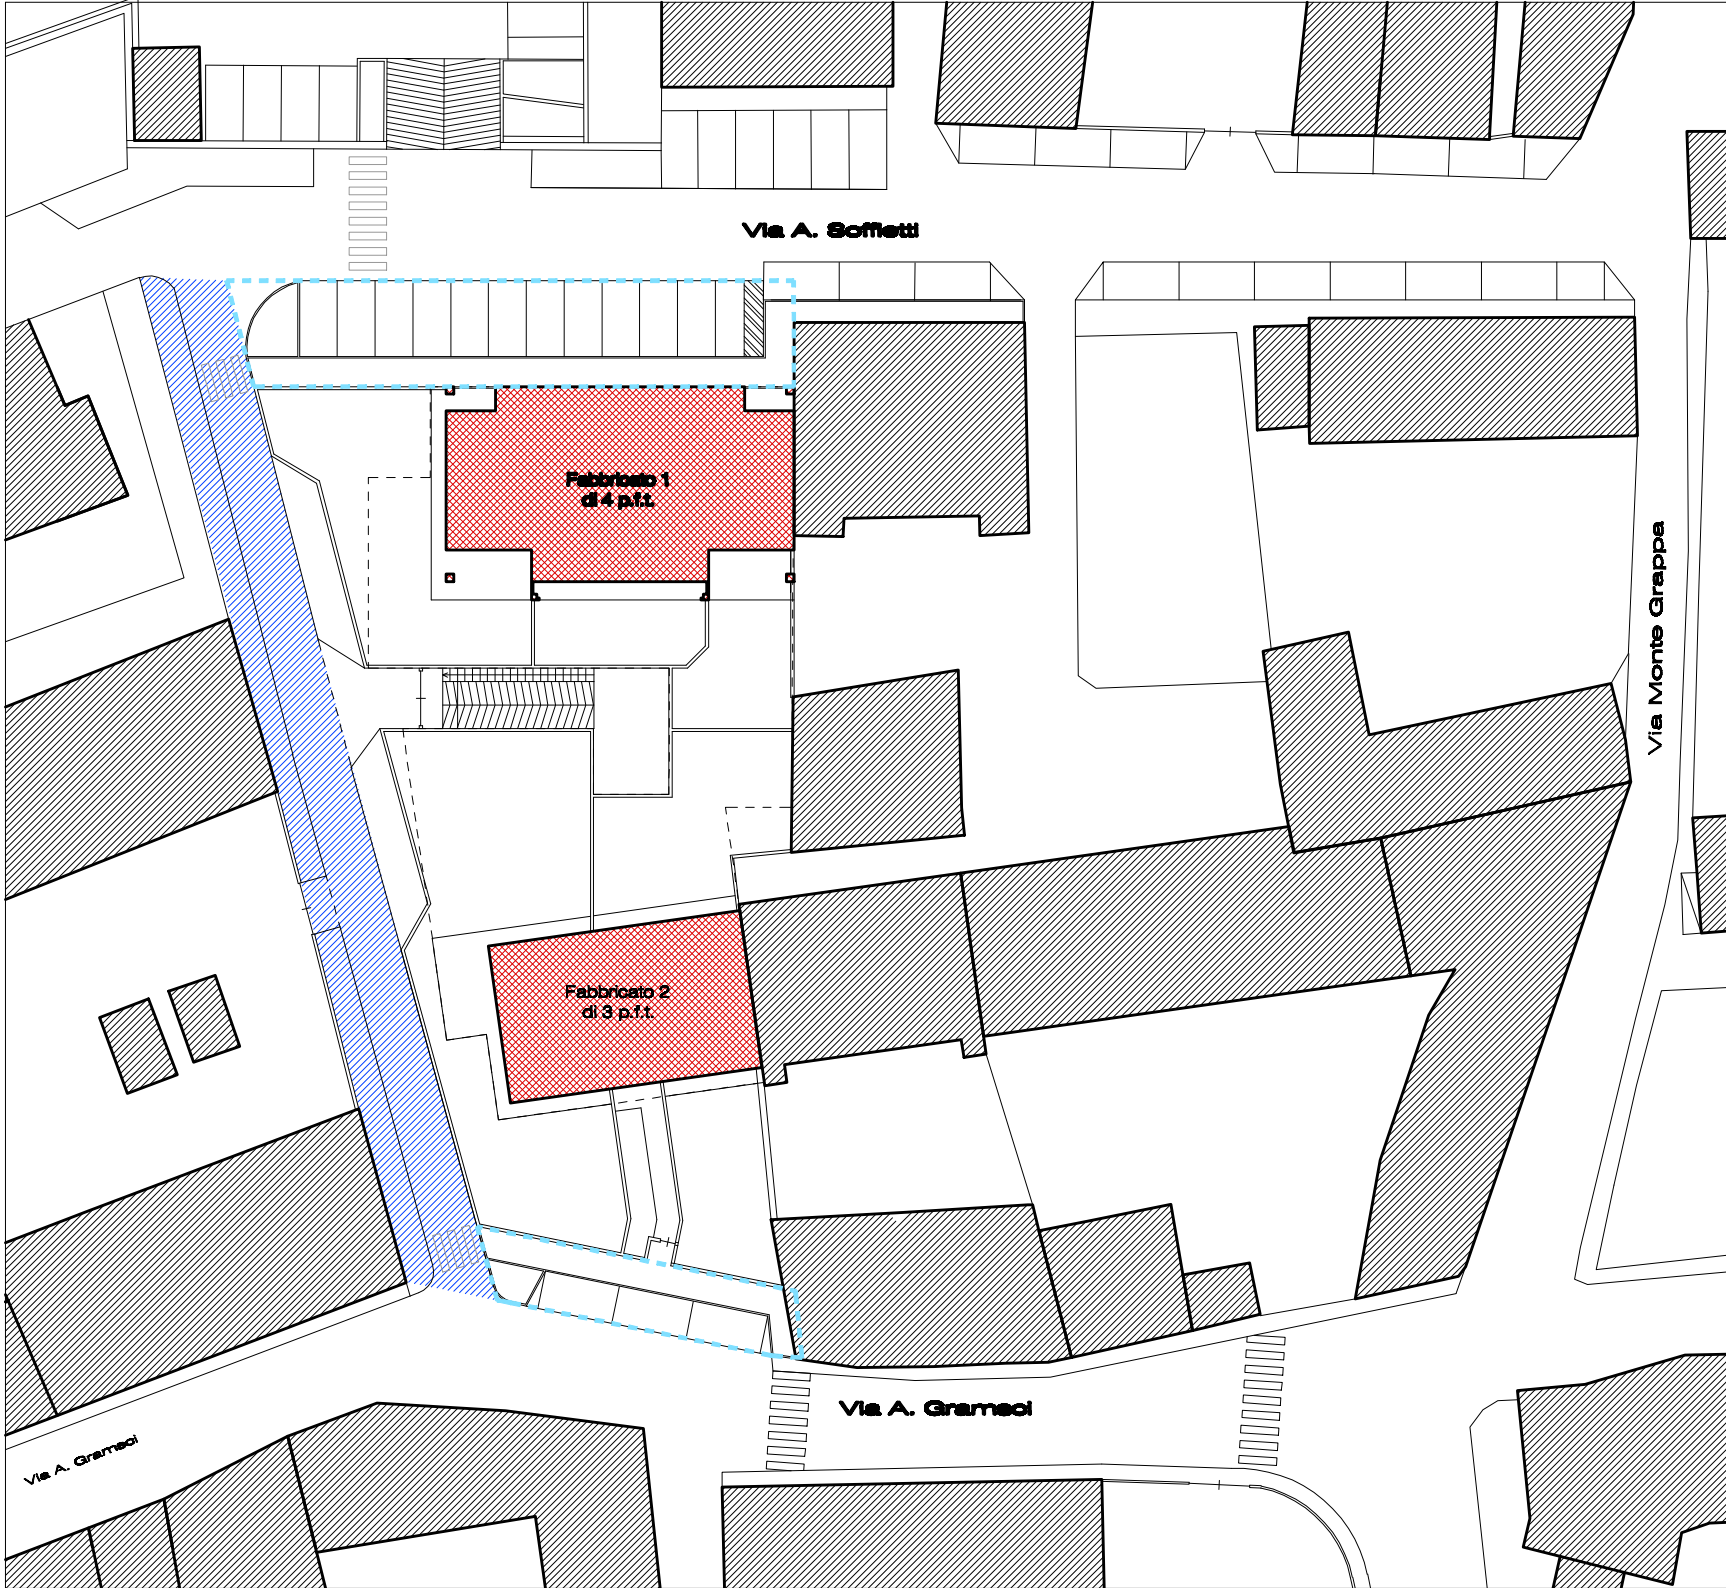 Via A. Soffietti
Fabbricato 1
di 4 p.f.t.
Via Monte Grappa
Fabbricato 2
di 3 p.f.t.
Via A. Gramsci
Via A. Gramsci